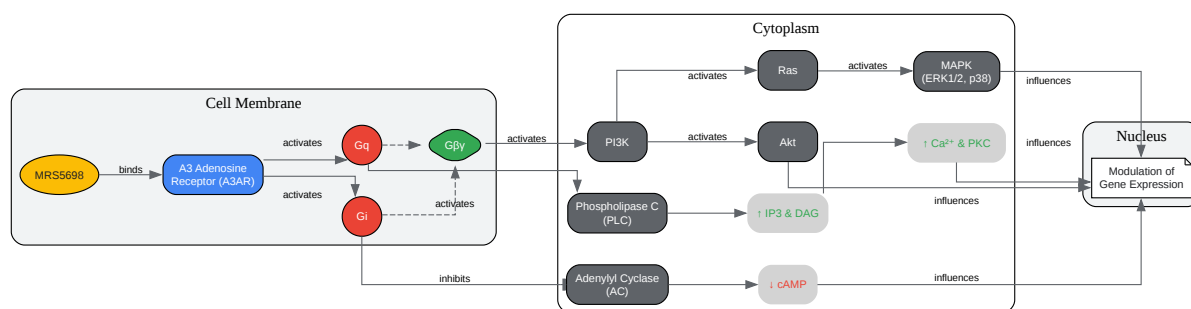 Cytoplasm
Ras
activates
activates
MAPK
(ERK1/2, p38)
influences
Cell Membrane
Nucleus
activates
Gq
Gβγ
activates
PI3K
activates
Akt
↑ Ca²⁺ & PKC
influences
MRS5698
binds
A3 Adenosine
Receptor (A3AR)
Modulation of
Gene Expression
activates
activates
influences
Gi
Phospholipase C
(PLC)
↑ IP3 & DAG
inhibits
Adenylyl Cyclase
(AC)
↓ cAMP
influences